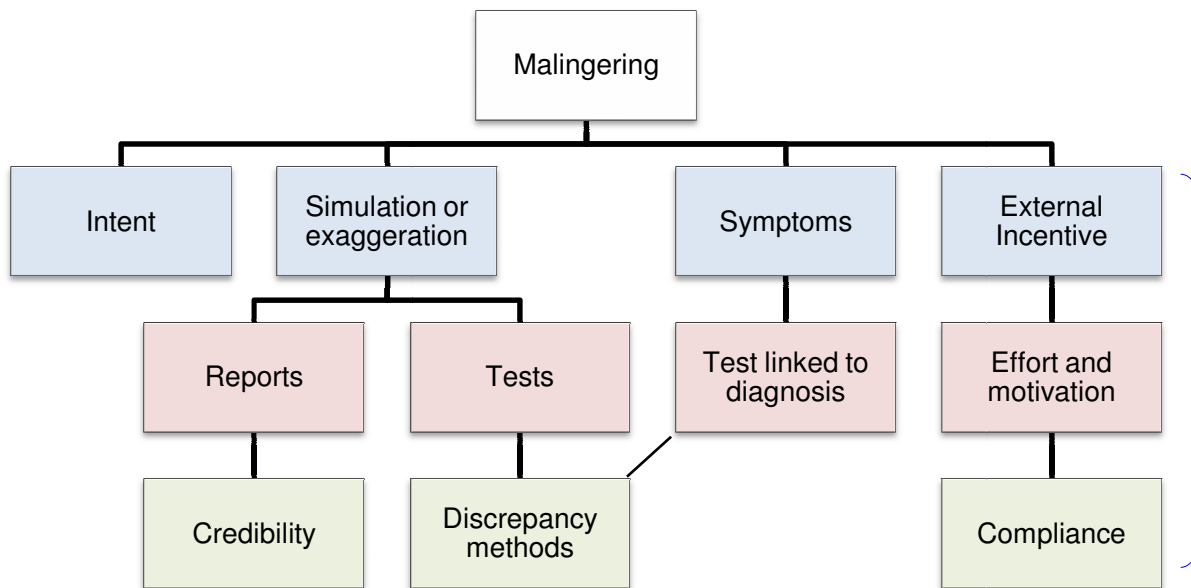 Malingering
Intent
Simulation or
exaggeration
Symptoms
External
Incentive
Reports
Tests
Test linked to
diagnosis
Effort and
motivation
Credibility
Discrepancy
methods
Compliance